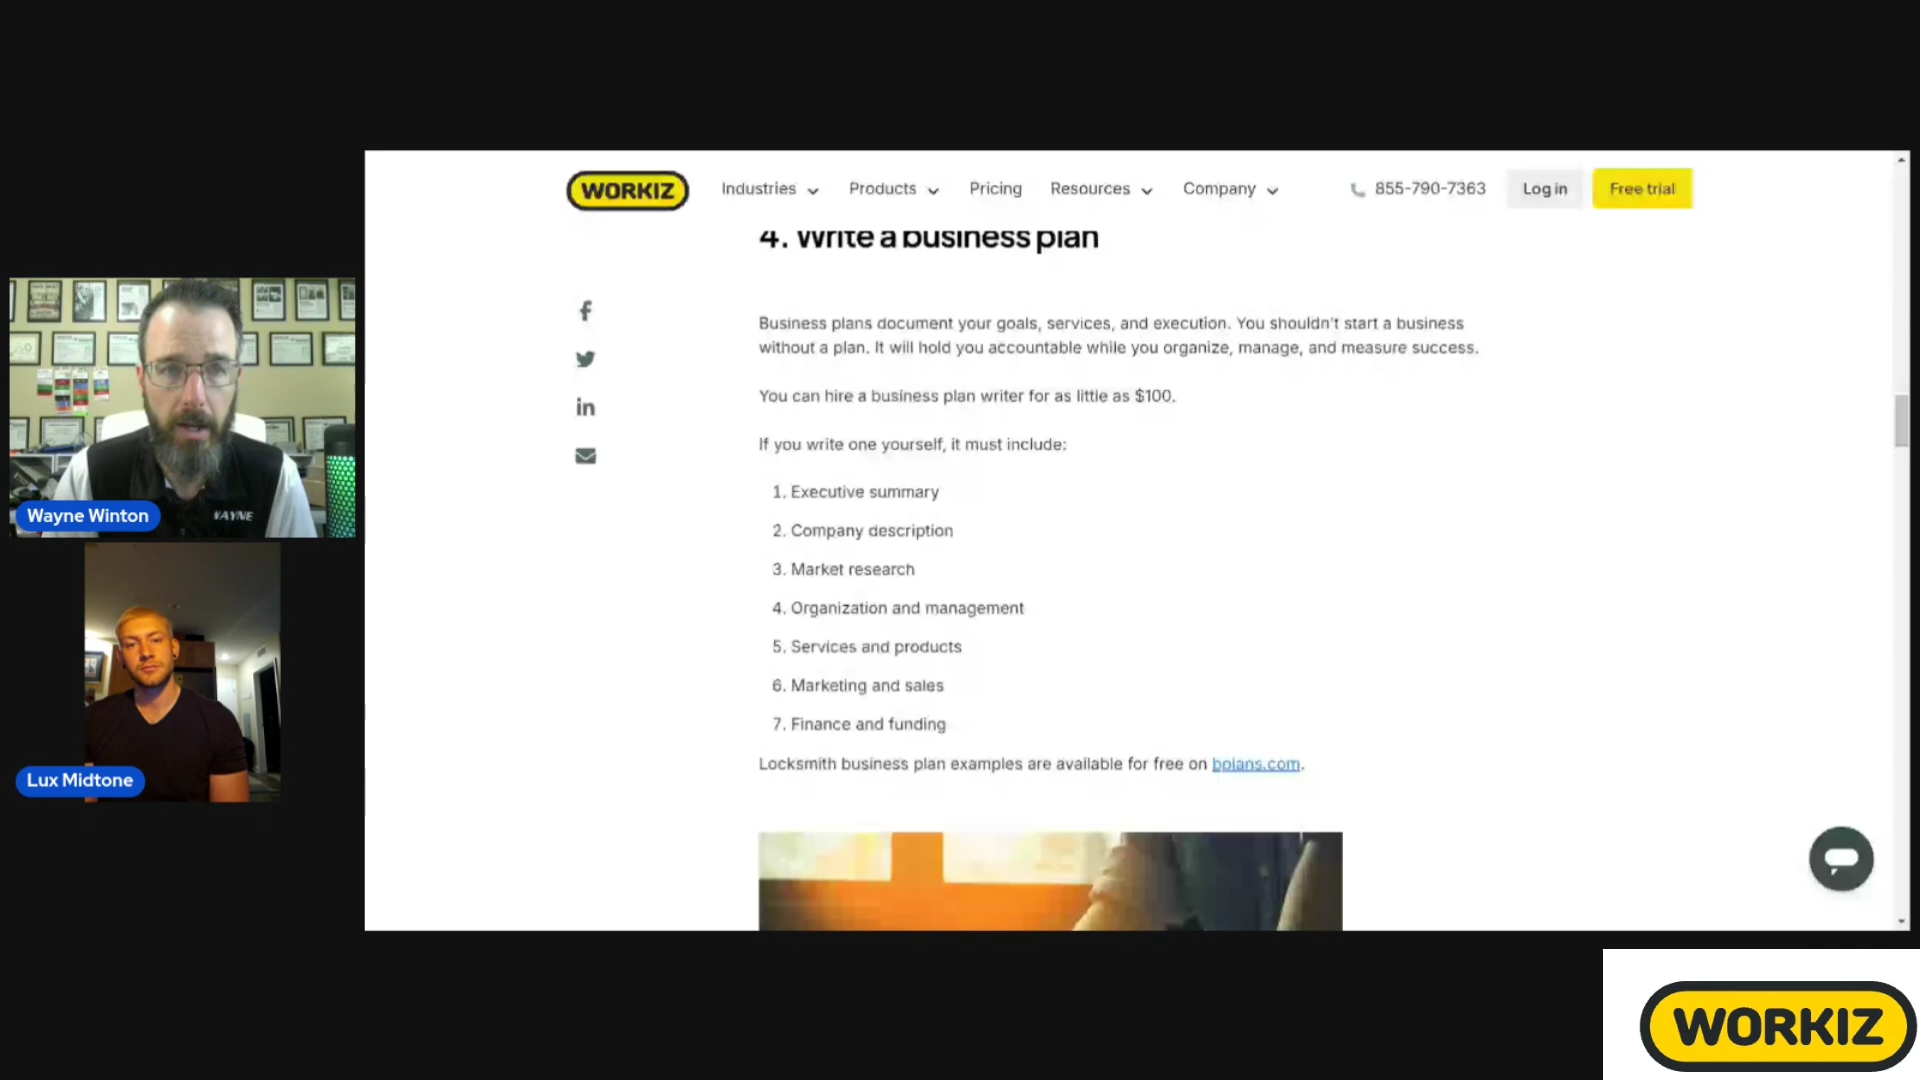 WORKIZ
Industries
Products
Pricing
Resources
Company
855-790-7363
Log in
Free trial
4. Write a business plan
Business plans document your goals, services, and execution. You shouldn't start a business
without a plan. It will hold you accountable while you organize, manage, and measure success.
You can hire a business plan writer for as little as $100.
If you write one yourself, it must include:
1. Executive summary
2. Company description
3. Market research
4. Organization and management
5. Services and products
6. Marketing and sales
7. Finance and funding
Locksmith business plan examples are available for free on bplans.com.
WAYNE
Wayne Winton
Lux Midtone
WORKIZ